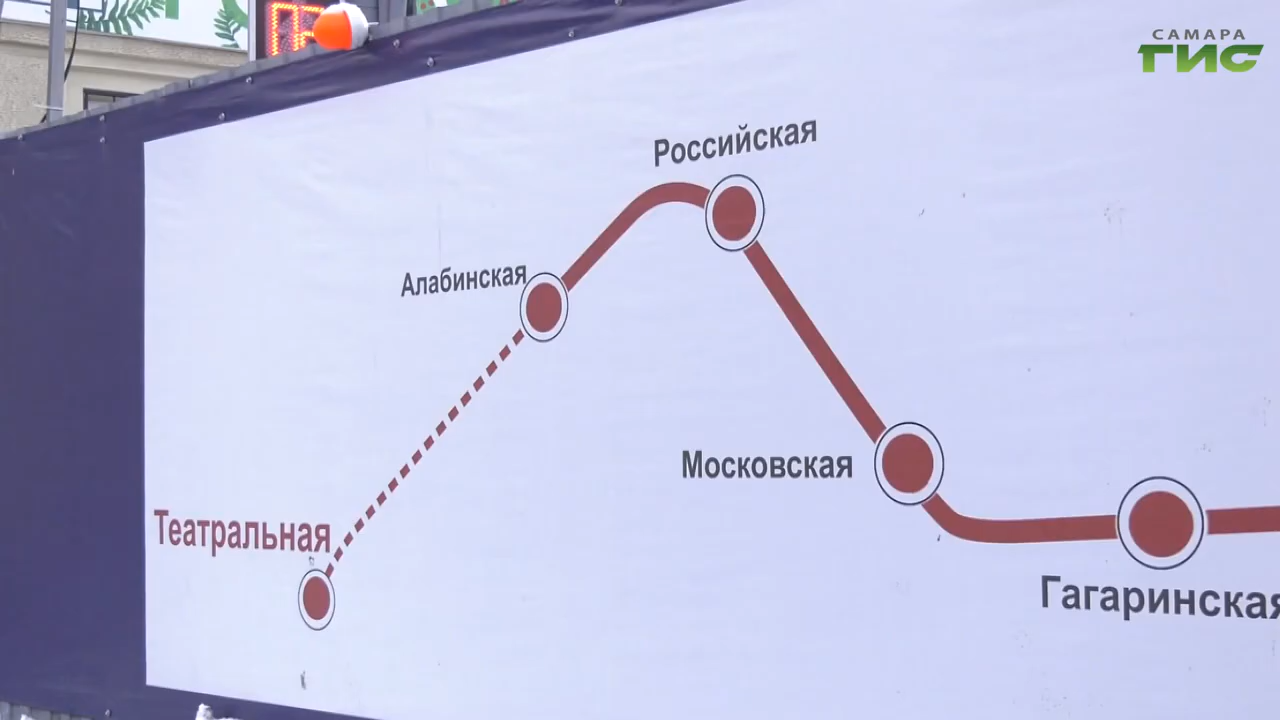 САМАРА
ГИС
Российская
Алабинская
Московская
Театральная
Гагаринская